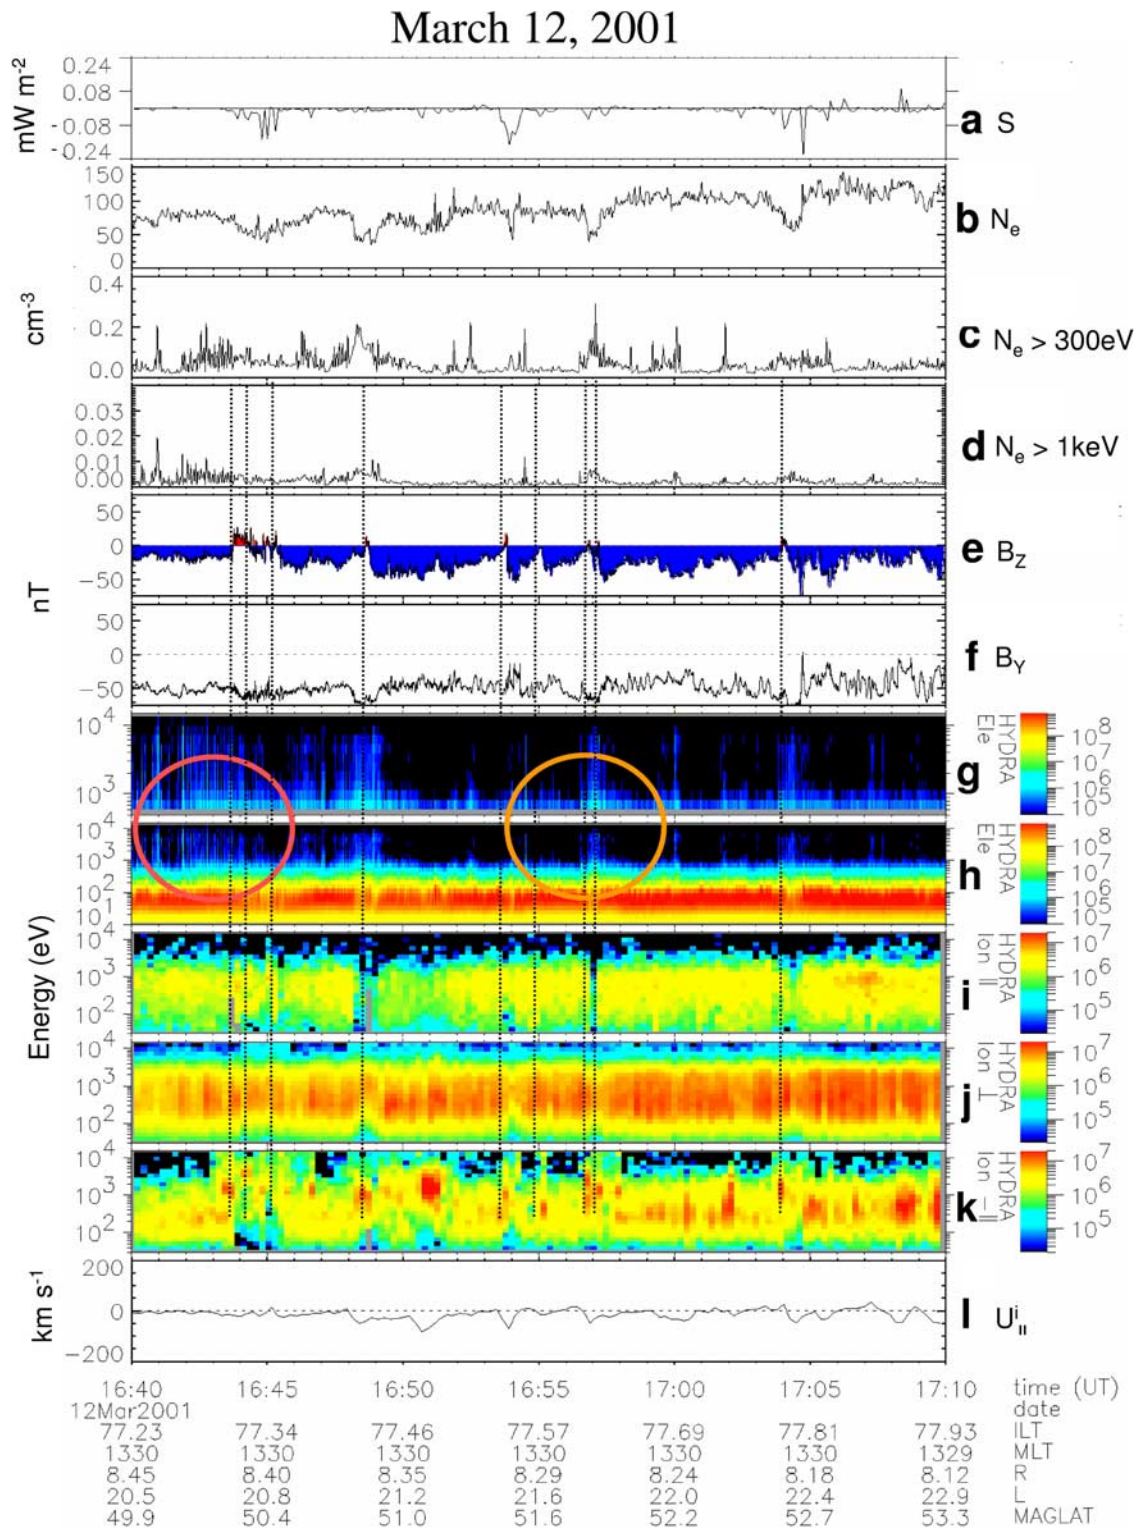 March 12, 2001
mW m-2
0.24
0.08
-0.08
-0.24
a S
150
100
50
0
b Ne
cm-3
0.4
0.2
0.0
c Ne > 300eV
0.03
0.02
0.01
0.00
d Ne > 1keV
nT
50
0
-50
e BZ
50
0
-50
f BY
Energy (eV)
10^4
10^3
g
HYDRA
Ele
10^8
10^7
10^6
10^5
10^4
10^3
10^2
10^1
h
HYDRA
Ele
10^8
10^7
10^6
10^5
10^4
10^3
10^2
i
HYDRA
Ion ||
10^7
10^6
10^5
10^4
10^3
10^2
j
HYDRA
Ion ⊥
10^7
10^6
10^5
10^4
10^3
10^2
k
HYDRA
Ion -||
10^7
10^6
10^5
km s-1
200
0
-200
l Ui||
16:40 16:45 16:50 16:55 17:00 17:05 17:10 time (UT)
12Mar2001 date
77.23 77.34 77.46 77.57 77.69 77.81 77.93 ILT
1330 1330 1330 1330 1330 1330 1329 MLT
8.45 8.40 8.35 8.29 8.24 8.18 8.12 R
20.5 20.8 21.2 21.6 22.0 22.4 22.9 L
49.9 50.4 51.0 51.6 52.2 52.7 53.3 MAGLAT